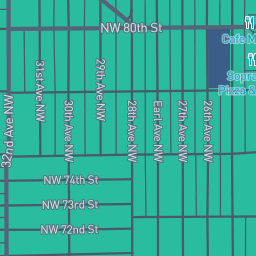 NW 80th St
Cafe M
Sopra
Pizza &
31st Ave NW
29th Ave NW
30th Ave NW
28th Ave NW
Earl Ave NW
27th Ave NW
26th Ave NW
32nd Ave NW
NW 74th St
NW 73rd St
NW 72nd St